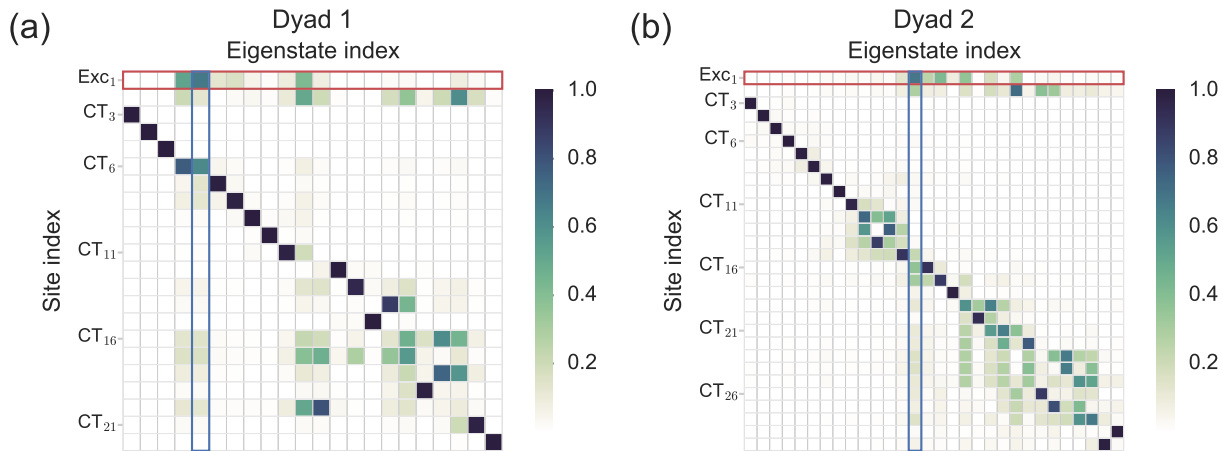 (a)
Dyad 1
Eigenstate index
Site index
Exc₁
CT₃
CT₆
CT₁₁
CT₁₆
CT₂₁
1.0
0.8
0.6
0.4
0.2
(b)
Dyad 2
Eigenstate index
Site index
Exc₁
CT₃
CT₆
CT₁₁
CT₁₆
CT₂₁
CT₂₆
1.0
0.8
0.6
0.4
0.2